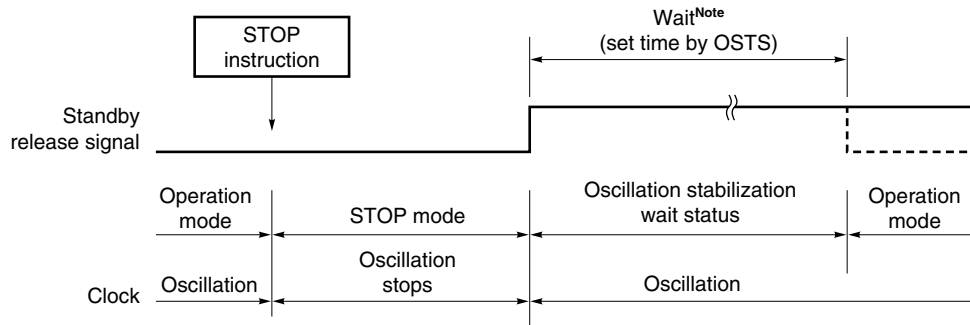 Wait Note
(set time by OSTS)
STOP
instruction
Standby
release signal
Operation
mode
STOP mode
Oscillation stabilization
wait status
Operation
mode
Clock
Oscillation
Oscillation
stops
Oscillation